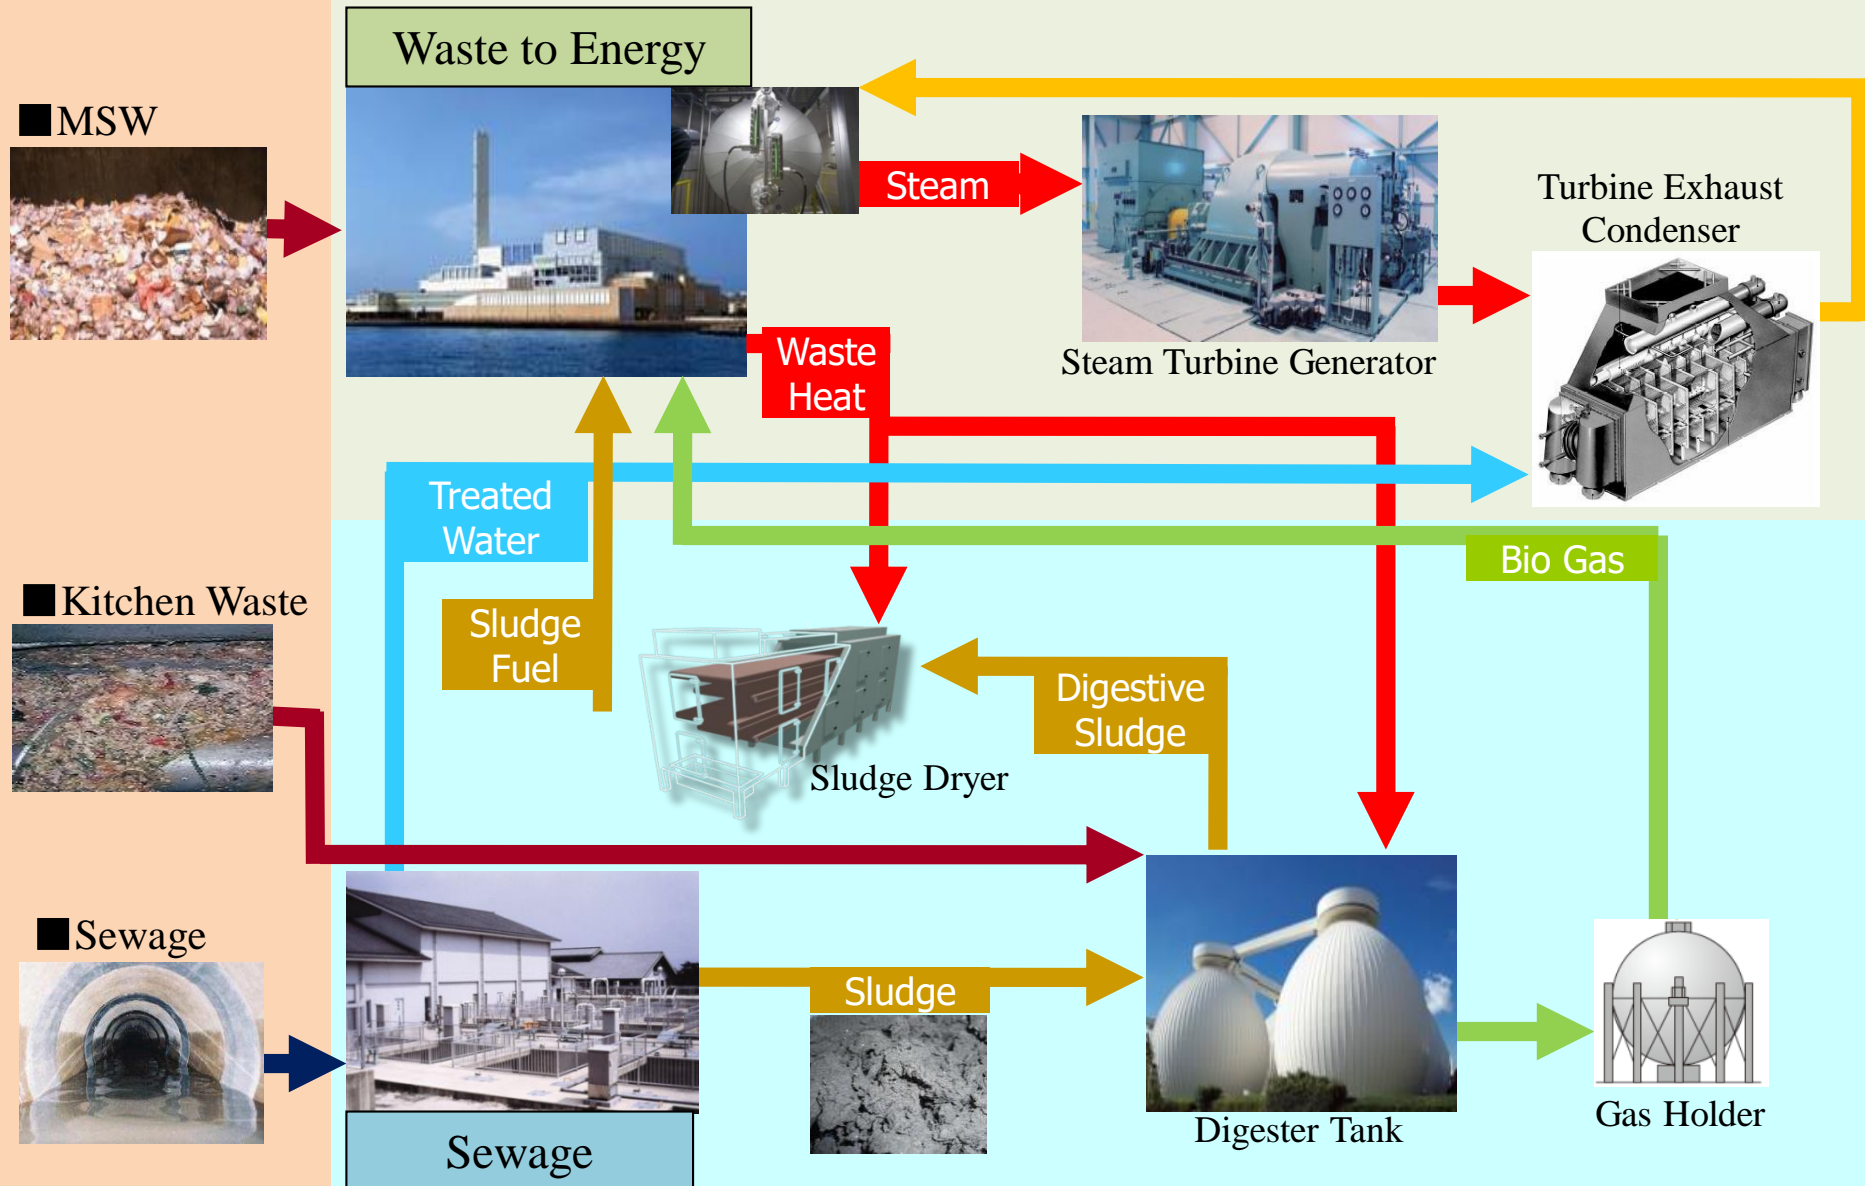 Waste to Energy
■MSW
Steam
Turbine Exhaust
Condenser
Steam Turbine Generator
Waste
Heat
Treated
Water
Bio Gas
■Kitchen Waste
Sludge
Fuel
Digestive
Sludge
Sludge Dryer
■Sewage
Sludge
Gas Holder
Digester Tank
Sewage